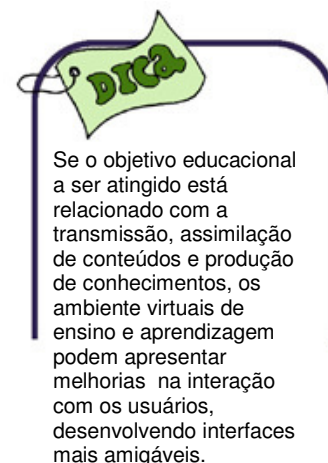 DICA
Se o objetivo educacional
a ser atingido está
relacionado com a
transmissão, assimilação
de conteúdos e produção
de conhecimentos, os
ambiente virtuais de
ensino e aprendizagem
podem apresentar
melhorias na interação
com os usuários,
desenvolvendo interfaces
mais amigáveis.